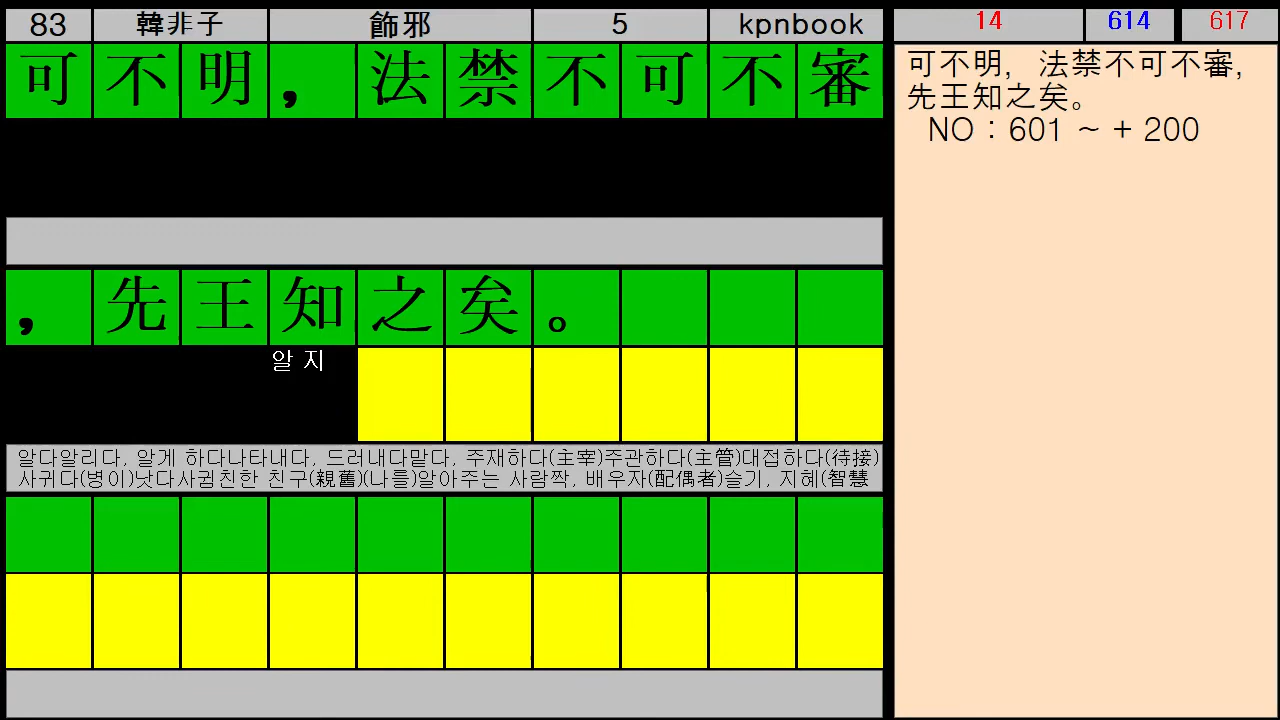 83 韓非子 飾邪 5 kpnbook 14 614 617
可不明，法禁不可不審
，先王知之矣。
알 지
알다알리다, 알게 하다나타내다, 드러내다맡다, 주재하다(主宰)주관하다(主管)대접하다(待接)
사귀다(병이)낫다사귐친한 친구(親舊)(나를)알아주는 사람짝, 배우자(配偶者)슬기, 지혜(智慧
可不明，法禁不可不審，
先王知之矣。
NO : 601 ~ + 200